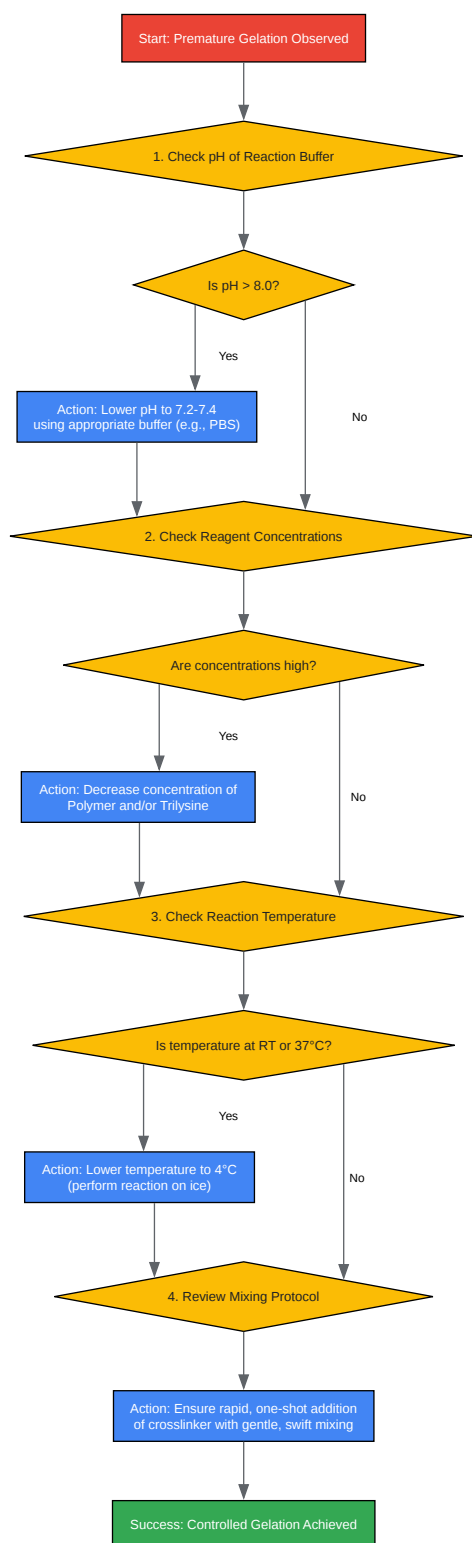 Start: Premature Gelation Observed
1. Check pH of Reaction Buffer
Is pH > 8.0?
Yes
Action: Lower pH to 7.2-7.4
using appropriate buffer (e.g., PBS)
No
2. Check Reagent Concentrations
Are concentrations high?
Yes
Action: Decrease concentration of
Polymer and/or Trilysine
No
3. Check Reaction Temperature
Is temperature at RT or 37°C?
Yes
Action: Lower temperature to 4°C
(perform reaction on ice)
No
4. Review Mixing Protocol
Action: Ensure rapid, one-shot addition
of crosslinker with gentle, swift mixing
Success: Controlled Gelation Achieved